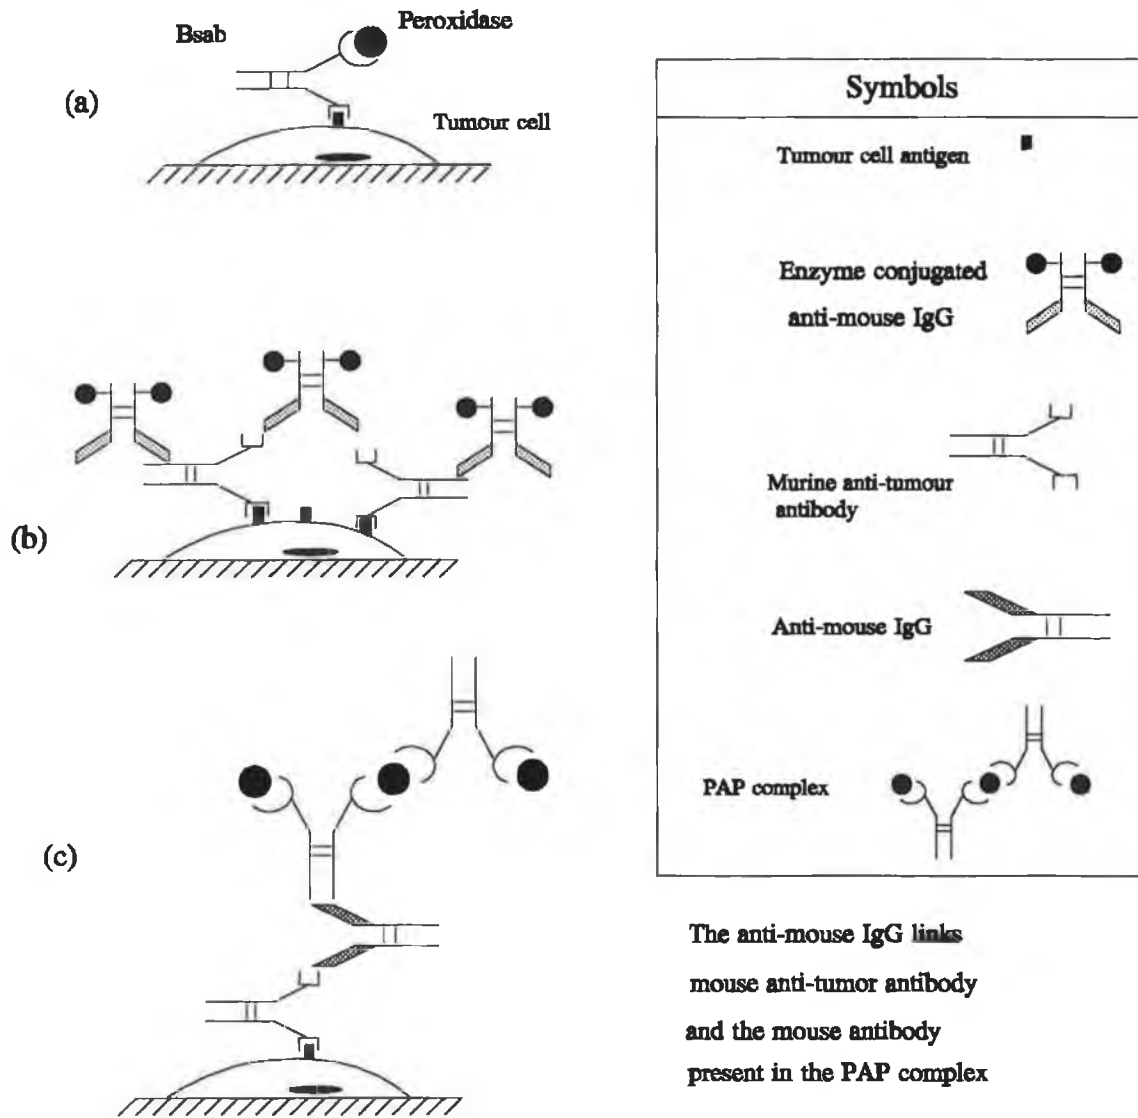 Bsab
Peroxidase
(a)
Tumour cell
(b)
(c)
Symbols
Tumour cell antigen
Enzyme conjugated
anti-mouse IgG
Murine anti-tumour
antibody
Anti-mouse IgG
PAP complex
The anti-mouse IgG links
mouse anti-tumor antibody
and the mouse antibody
present in the PAP complex